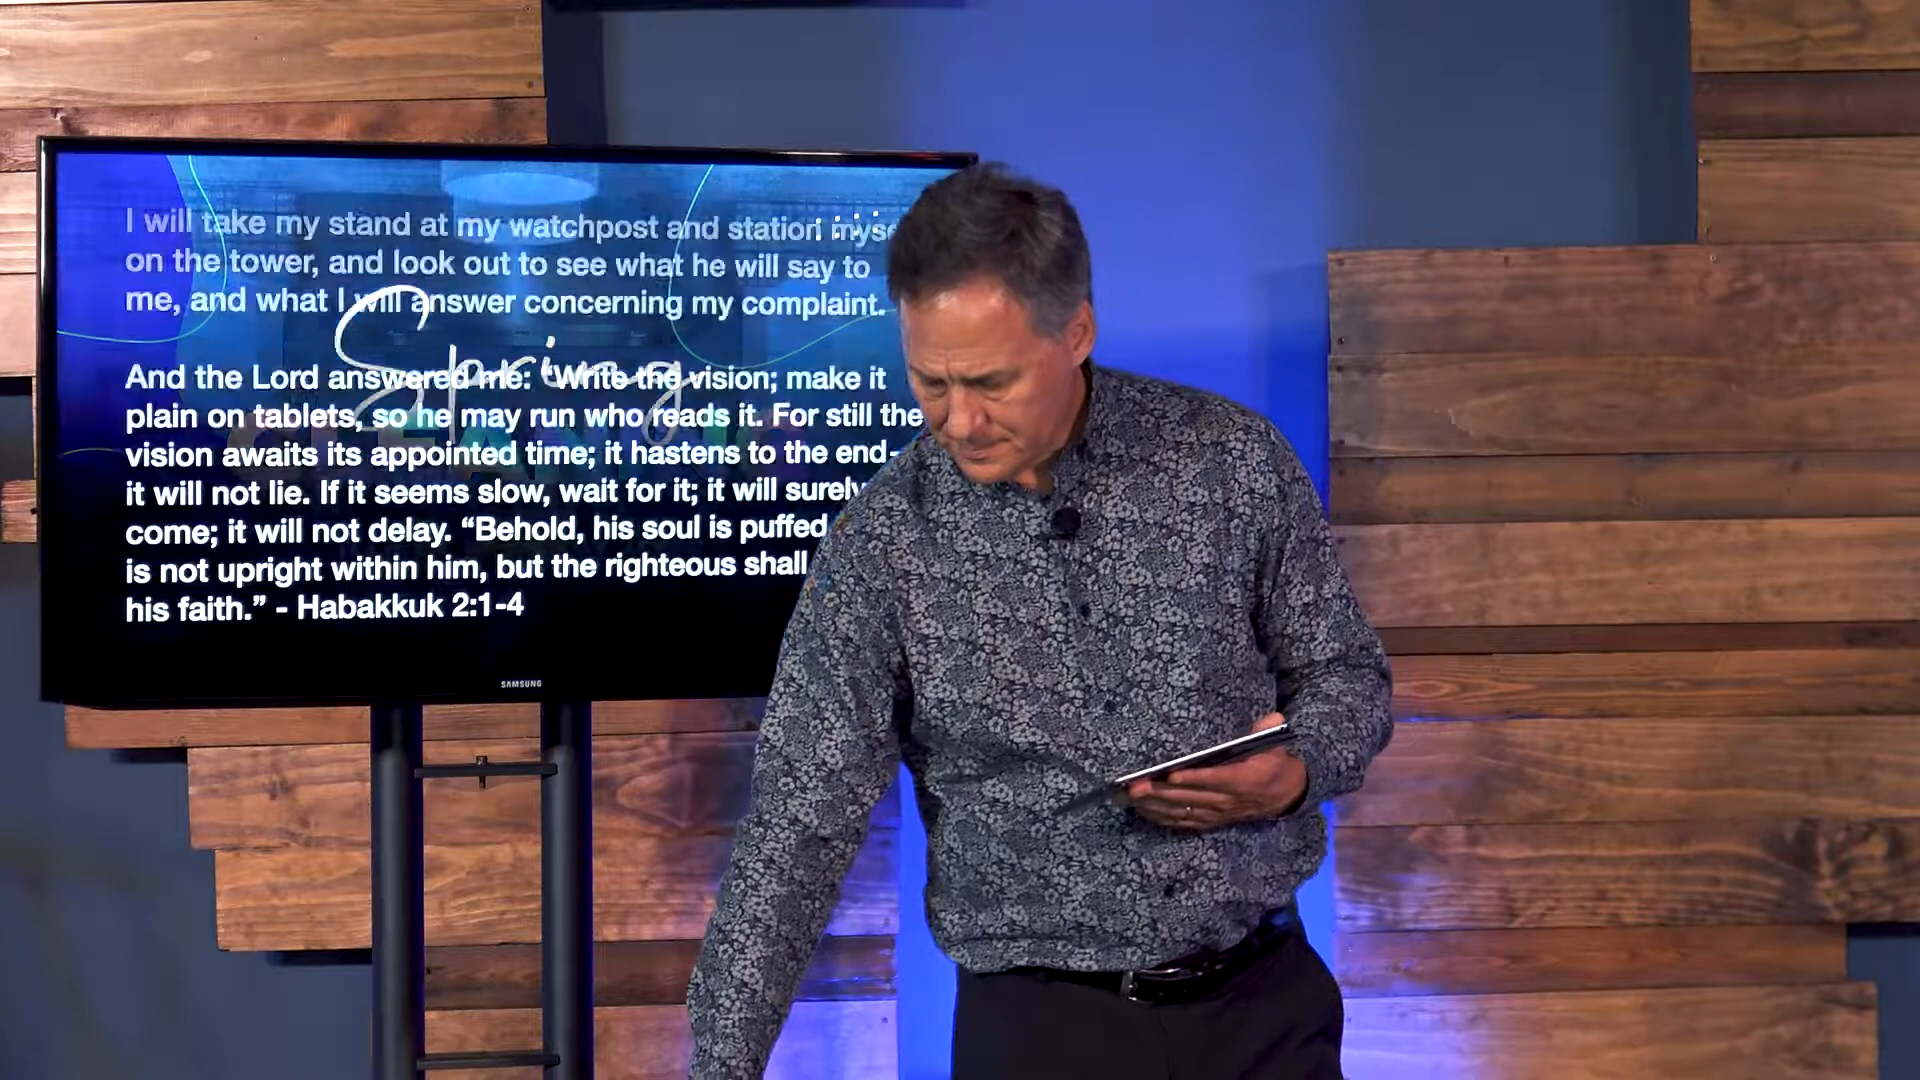 I will take my stand at my watchpost and station
on the tower, and look out to see what he will say to
me, and what I will answer concerning my complaint.
Spring
And the Lord answered me: “Write the vision; make it
plain on tablets, so he may run who reads it. For still the
vision awaits its appointed time; it hastens to the end-
it will not lie. If it seems slow, wait for it; it will surely
come; it will not delay. “Behold, his soul is puffed
is not upright within him, but the righteous shall
his faith.” - Habakkuk 2:1-4
SAMSUNG